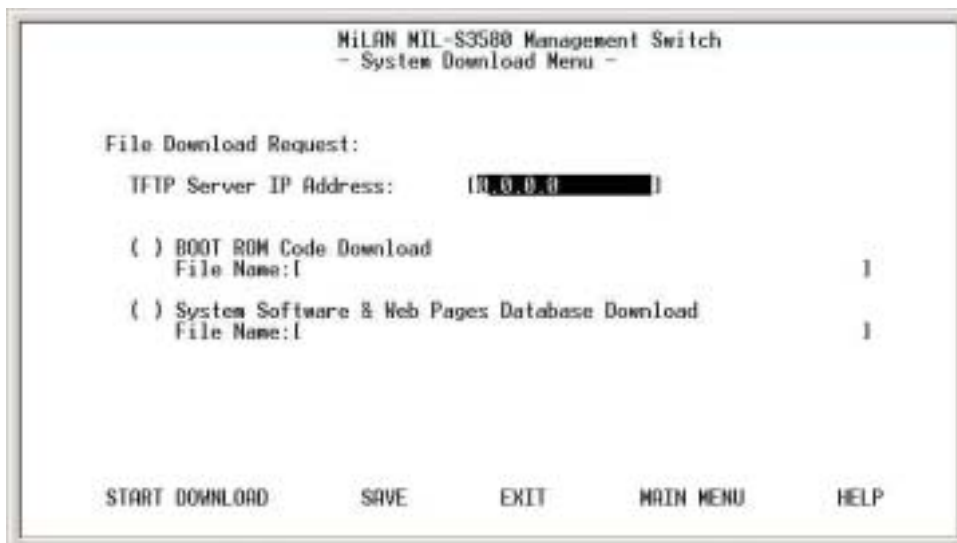 MiLAN MIL-S3580 Management Switch
- System Download Menu -
File Download Request:
TFTP Server IP Address: [0.0.0.0 ]
( ) BOOT ROM Code Download
File Name:[ ]
( ) System Software & Web Pages Database Download
File Name:[ ]
START DOWNLOAD SAVE EXIT MAIN MENU HELP